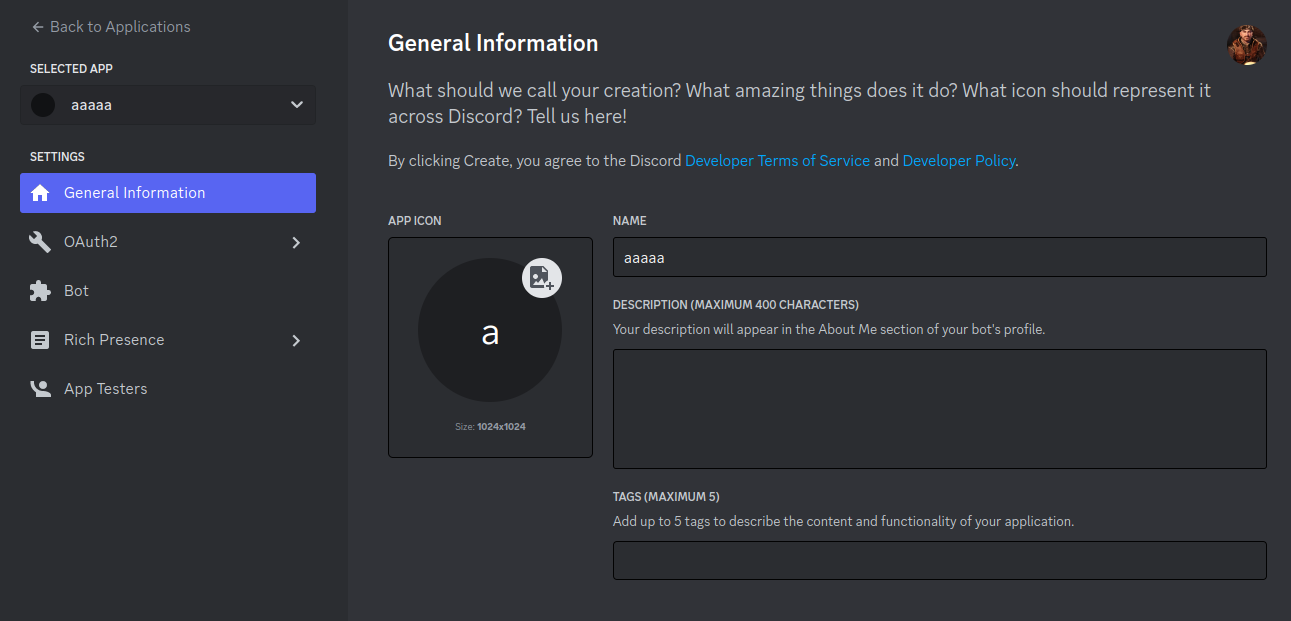 Back to Applications
SELECTED APP
aaaaa
SETTINGS
General Information
OAuth2
Bot
Rich Presence
App Testers
General Information
What should we call your creation? What amazing things does it do? What icon should represent it
across Discord? Tell us here!
By clicking Create, you agree to the Discord Developer Terms of Service and Developer Policy.
APP ICON
a
Size: 1024x1024
NAME
aaaaa
DESCRIPTION (MAXIMUM 400 CHARACTERS)
Your description will appear in the About Me section of your bot's profile.
TAGS (MAXIMUM 5)
Add up to 5 tags to describe the content and functionality of your application.